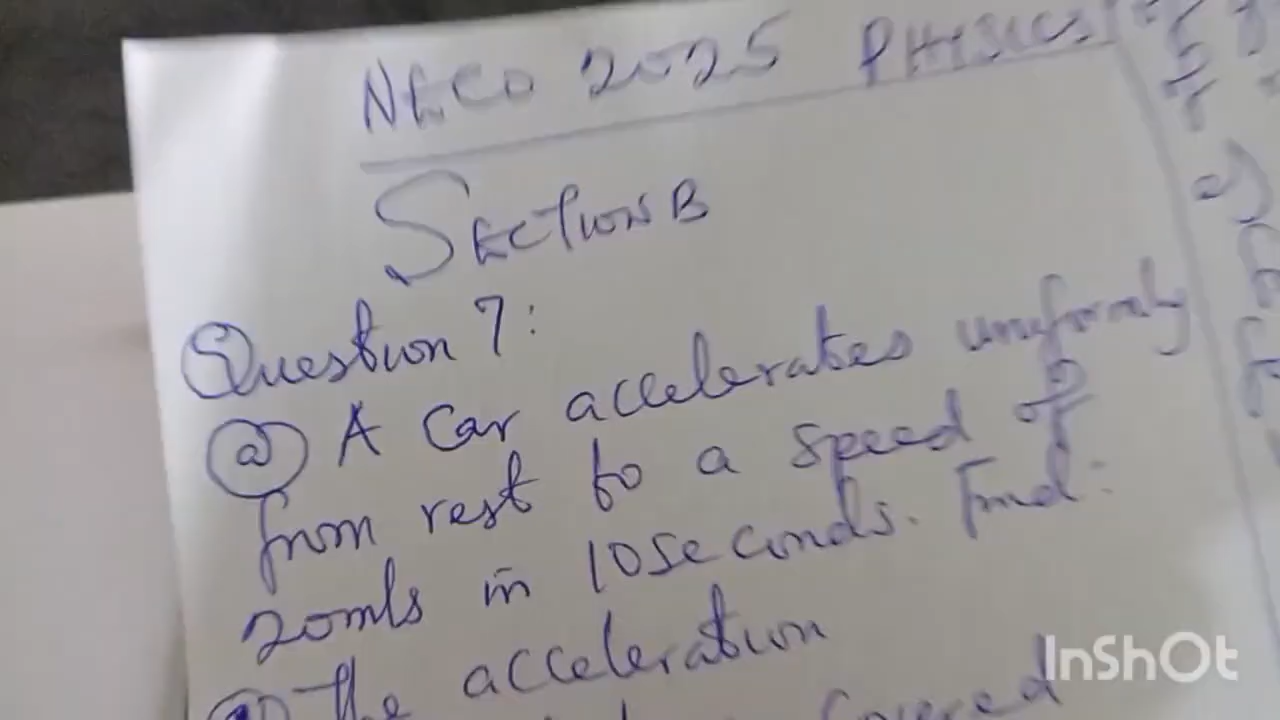 NECO 2025 PHYSICS
SECTION B
Question 7:
(a) A Car accelerates uniformly
from rest to a speed of
20m/s in 10seconds. Find:
The acceleration
covered
InShOt